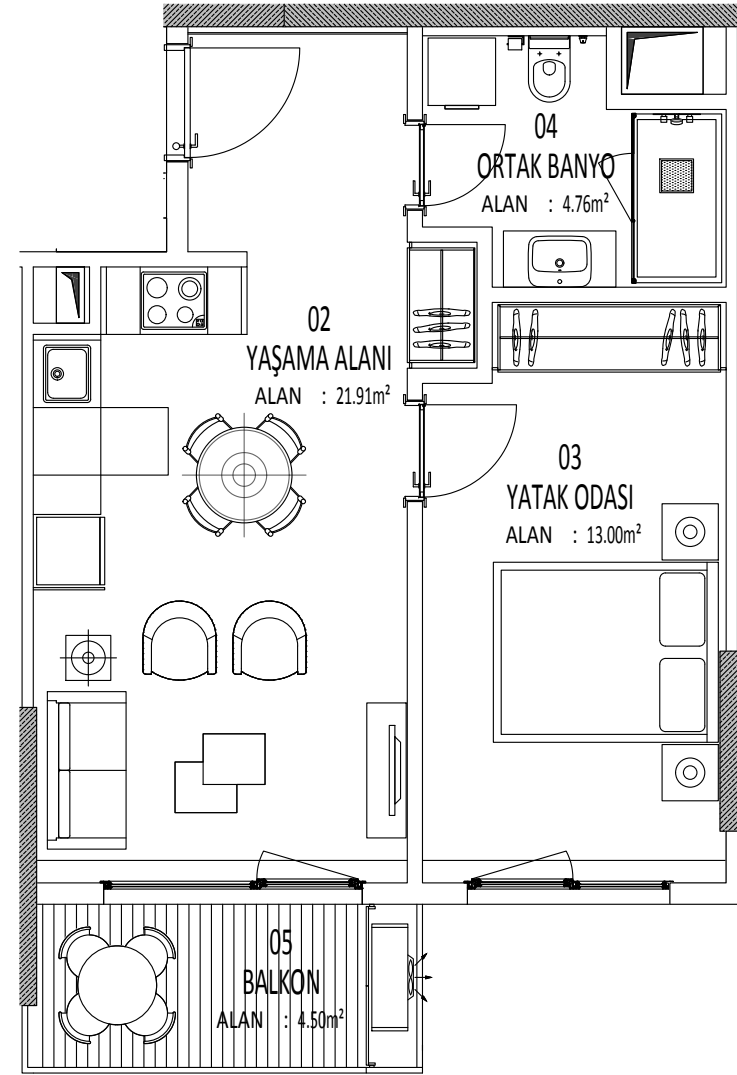 04
ORTAK BANYO
ALAN : 4.76m²
02
YAŞAMA ALANI
ALAN : 21.91m²
03
YATAK ODASI
ALAN : 13.00m²
05
BALKON
ALAN : 4.50m²